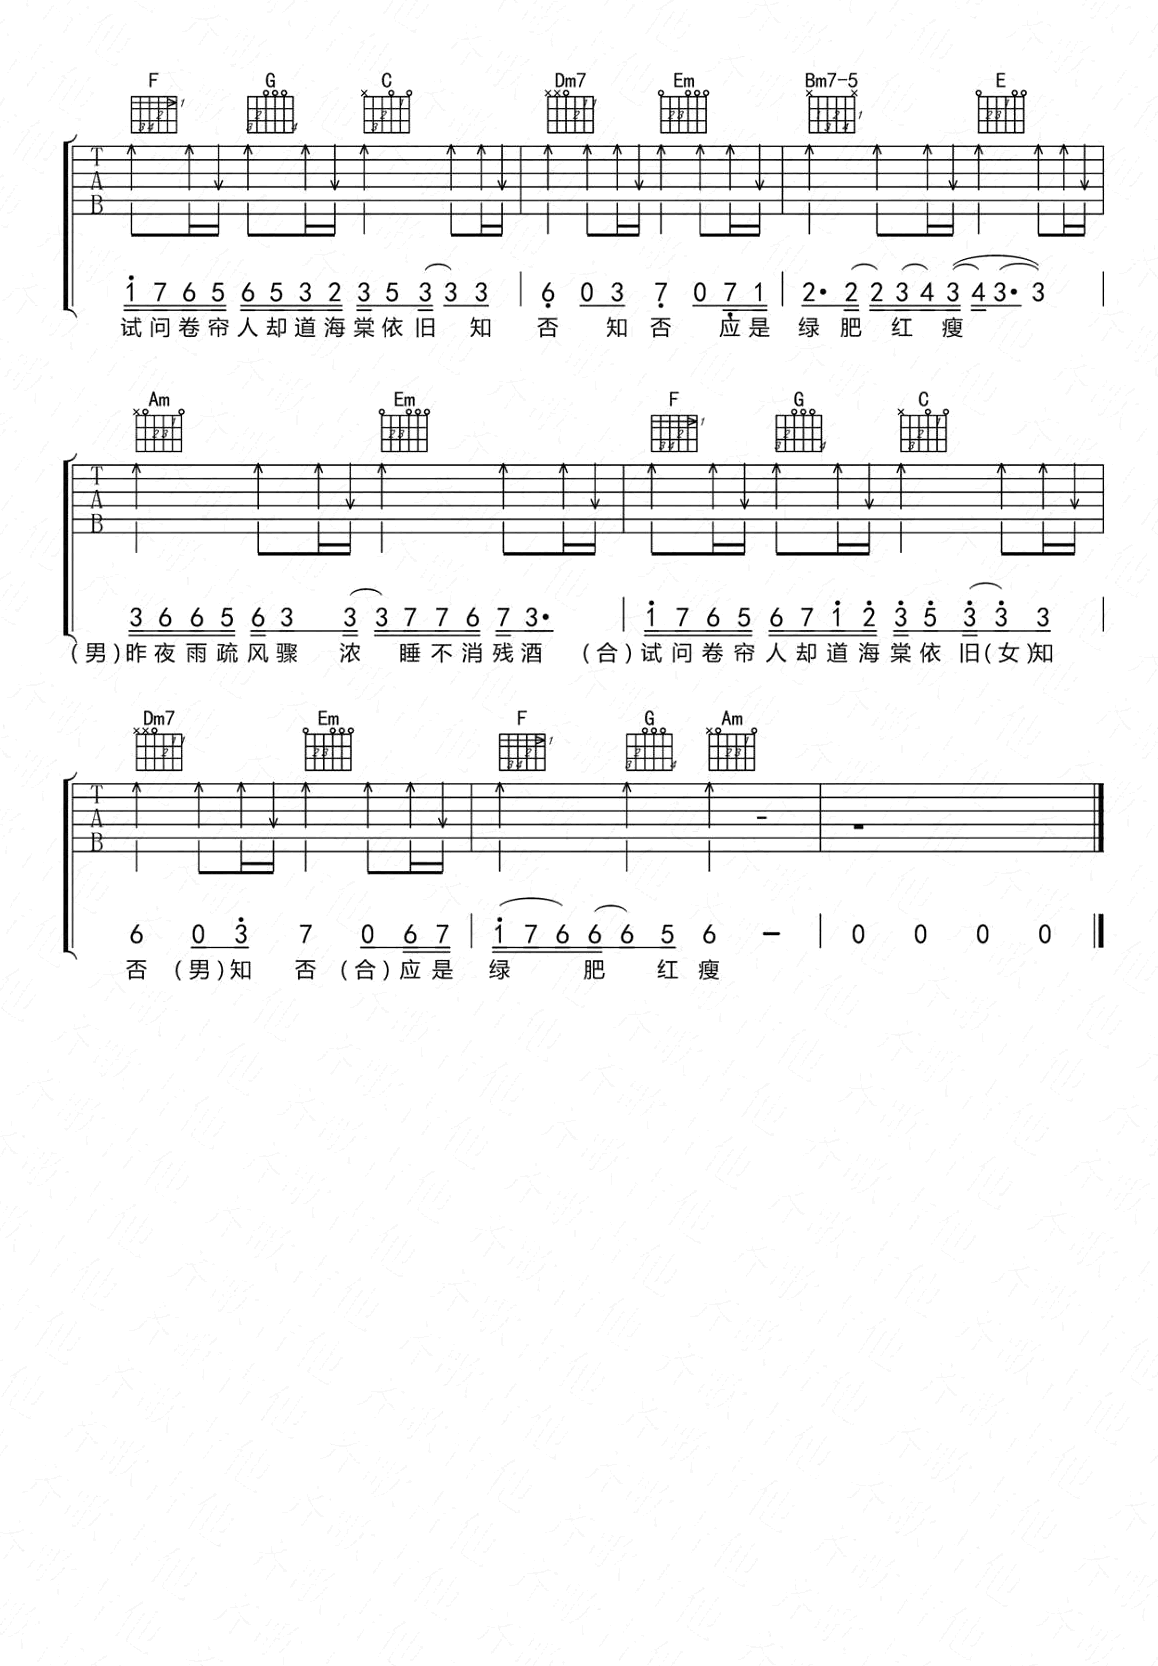 F G C Dm7 Em Bm7-5 E
T
A
B
1 7 6 5 6 5 3 2 3 5 3 3 3 6 0 3 7 0 7 1 2· 2 2 3 4 3 4 3· 3
试问卷帘人却道海棠依旧 知 否 知 否 应是 绿 肥 红 瘦
Am Em F G C
T
A
B
3 6 6 5 6 3 3 3 7 7 6 7 3· 1 7 6 5 6 7 1 2 3 5 3 3 3
(男)昨夜雨疏风骤 浓 睡不消残酒 (合)试问卷帘人却道海棠依 旧(女)知
Dm7 Em F G Am
T
A
B
6 0 3 7 0 6 7 1 7 6 6 6 5 6 – 0 0 0 0
否 (男)知 否 (合)应是 绿 肥 红瘦